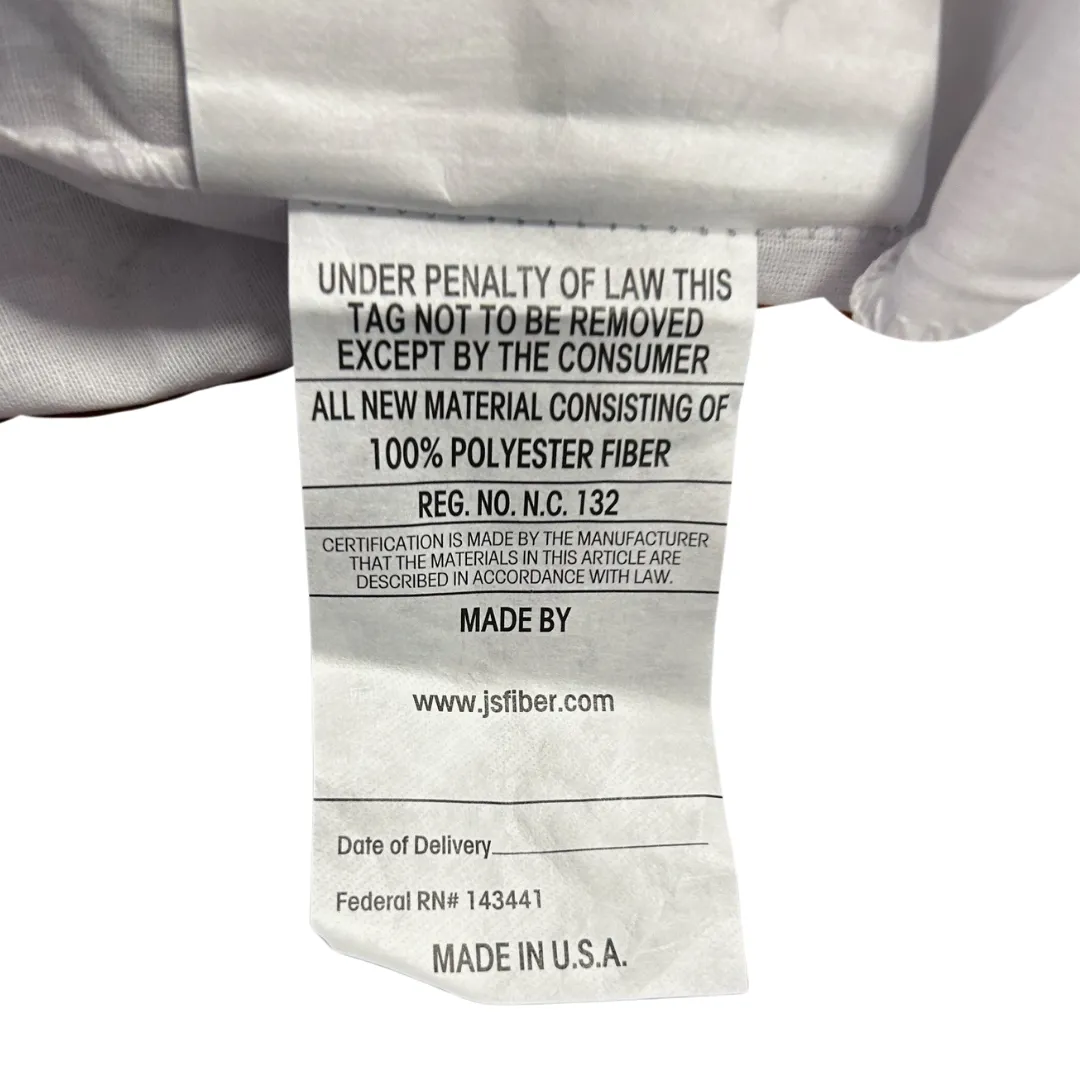 UNDER PENALTY OF LAW THIS
TAG NOT TO BE REMOVED
EXCEPT BY THE CONSUMER
ALL NEW MATERIAL CONSISTING OF
100% POLYESTER FIBER
REG. NO. N.C. 132
CERTIFICATION IS MADE BY THE MANUFACTURER
THAT THE MATERIALS IN THIS ARTICLE ARE
DESCRIBED IN ACCORDANCE WITH LAW.
MADE BY
www.jsfiber.com
Date of Delivery
Federal RN# 143441
MADE IN U.S.A.